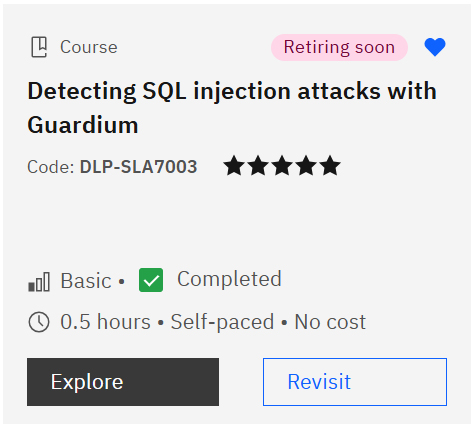 Course
Retiring soon
Detecting SQL injection attacks with
Guardium
Code: DLP-SLA7003
Basic • Completed
0.5 hours • Self-paced • No cost
Explore
Revisit